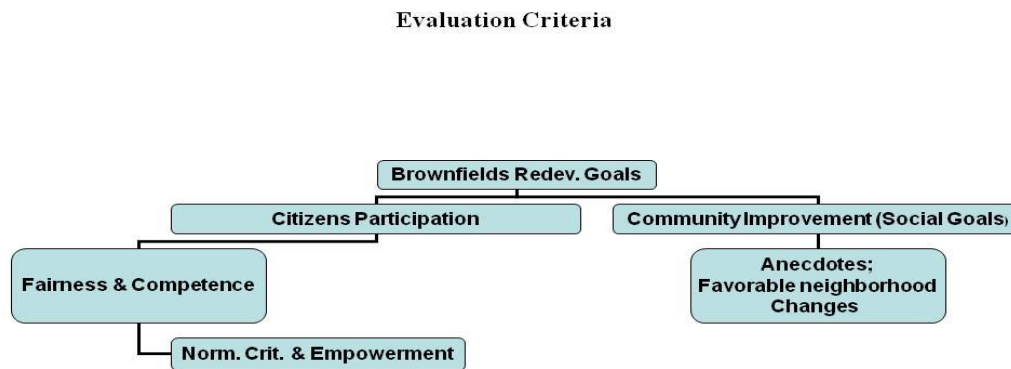 Evaluation Criteria
Brownfields Redev. Goals
Citizens Participation
Community Improvement (Social Goals)
Fairness & Competence
Anecdotes;
Favorable neighborhood
Changes
Norm. Crit. & Empowerment